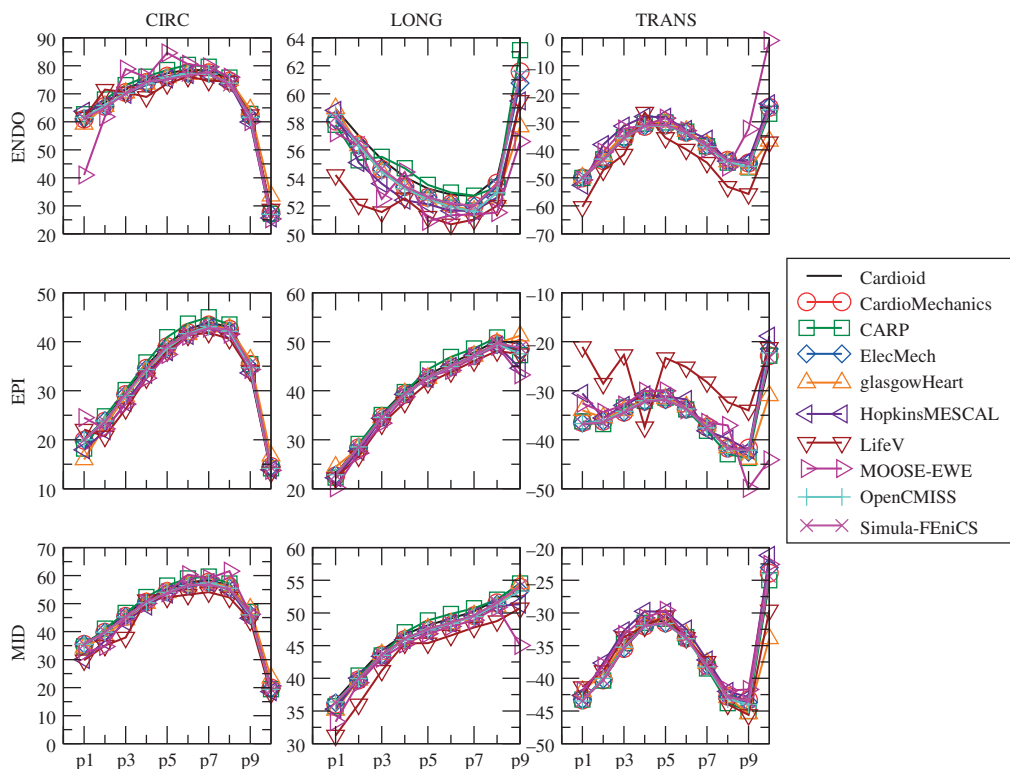 CIRC LONG TRANS
ENDO
90 80 70 60 50 40 30 20
64 62 60 58 56 54 52 50
0 −10 −20 −30 −40 −50 −60 −70
EPI
50 40 30 20 10
60 50 40 30 20
−10 −20 −30 −40 −50
MID
70 60 50 40 30 20 10 0
60 55 50 45 40 35 30
−20 −25 −30 −35 −40 −45 −50
p1 p3 p5 p7 p9
p1 p3 p5 p7 p9
p1 p3 p5 p7 p9
Cardioid
CardioMechanics
CARP
ElecMech
glasgowHeart
HopkinsMESCAL
LifeV
MOOSE-EWE
OpenCMISS
Simula-FEniCS